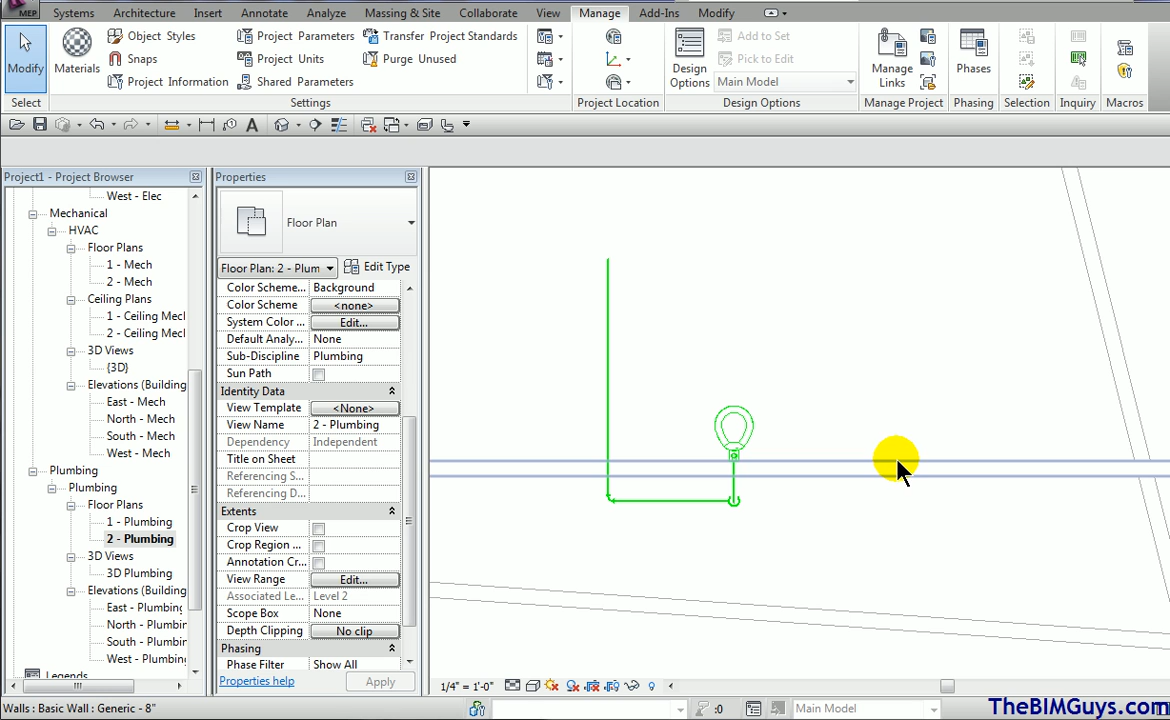 MEP
Systems Architecture Insert Annotate Analyze Massing & Site Collaborate View Manage Add-Ins Modify
Modify
Materials
Object Styles
Snaps
Project Information
Project Parameters
Project Units
Shared Parameters
Transfer Project Standards
Purge Unused
Design Options
Add to Set
Pick to Edit
Main Model
Manage Links
Phases
Select Settings Project Location Design Options Manage Project Phasing Selection Inquiry Macros
Project1 - Project Browser
West - Elec
Mechanical
HVAC
Floor Plans
1 - Mech
2 - Mech
Ceiling Plans
1 - Ceiling Mecl
2 - Ceiling Mecl
3D Views
{3D}
Elevations (Building
East - Mech
North - Mech
South - Mech
West - Mech
Plumbing
Plumbing
Floor Plans
1 - Plumbing
2 - Plumbing
3D Views
3D Plumbing
Elevations (Building
East - Plumbing
North - Plumbir
South - Plumbir
West - Plumbing
Legends
Properties
Floor Plan
Floor Plan: 2 - Plum Edit Type
Color Scheme... Background
Color Scheme <none>
System Color ... Edit...
Default Analy... None
Sub-Discipline Plumbing
Sun Path
Identity Data
View Template <None>
View Name 2 - Plumbing
Dependency Independent
Title on Sheet
Referencing S...
Referencing D...
Extents
Crop View
Crop Region ...
Annotation Cr...
View Range Edit...
Associated Le... Level 2
Scope Box None
Depth Clipping No clip
Phasing
Phase Filter Show All
Properties help Apply
1/4" = 1'-0"
Walls : Basic Wall : Generic - 8"
:0
Main Model
TheBIMGuys.com